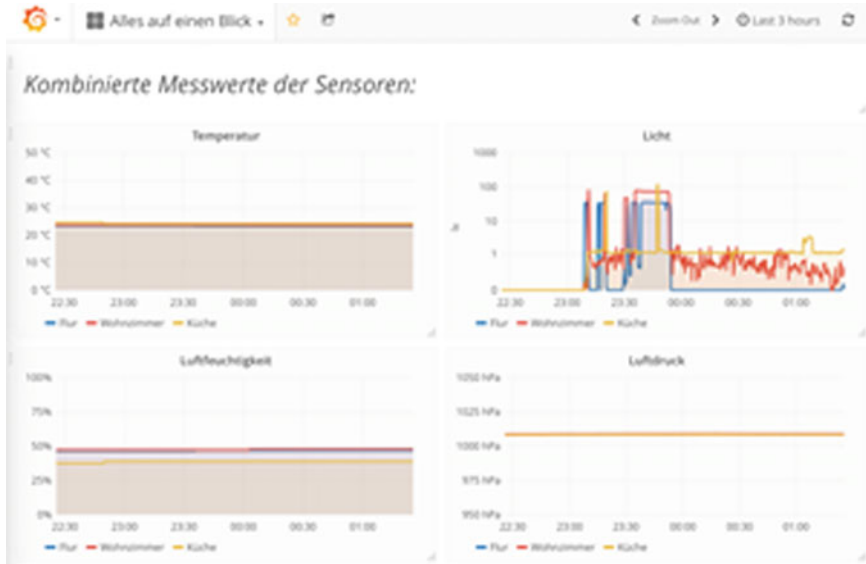 Alles auf einen Blick
Zoom Out
Last 3 hours
Kombinierte Messwerte der Sensoren:
Temperatur
50 °C
40 °C
30 °C
20 °C
10 °C
0 °C
22:30 23:00 23:30 00:00 00:30 01:00
Flur Wohnzimmer Küche
Licht
1000
100
10
1
0
lx
22:30 23:00 23:30 00:00 00:30 01:00
Flur Wohnzimmer Küche
Luftfeuchtigkeit
100%
75%
50%
25%
0%
22:30 23:00 23:30 00:00 00:30 01:00
Flur Wohnzimmer Küche
Luftdruck
1050 hPa
1025 hPa
1000 hPa
975 hPa
950 hPa
22:30 23:00 23:30 00:00 00:30 01:00
Flur Wohnzimmer Küche